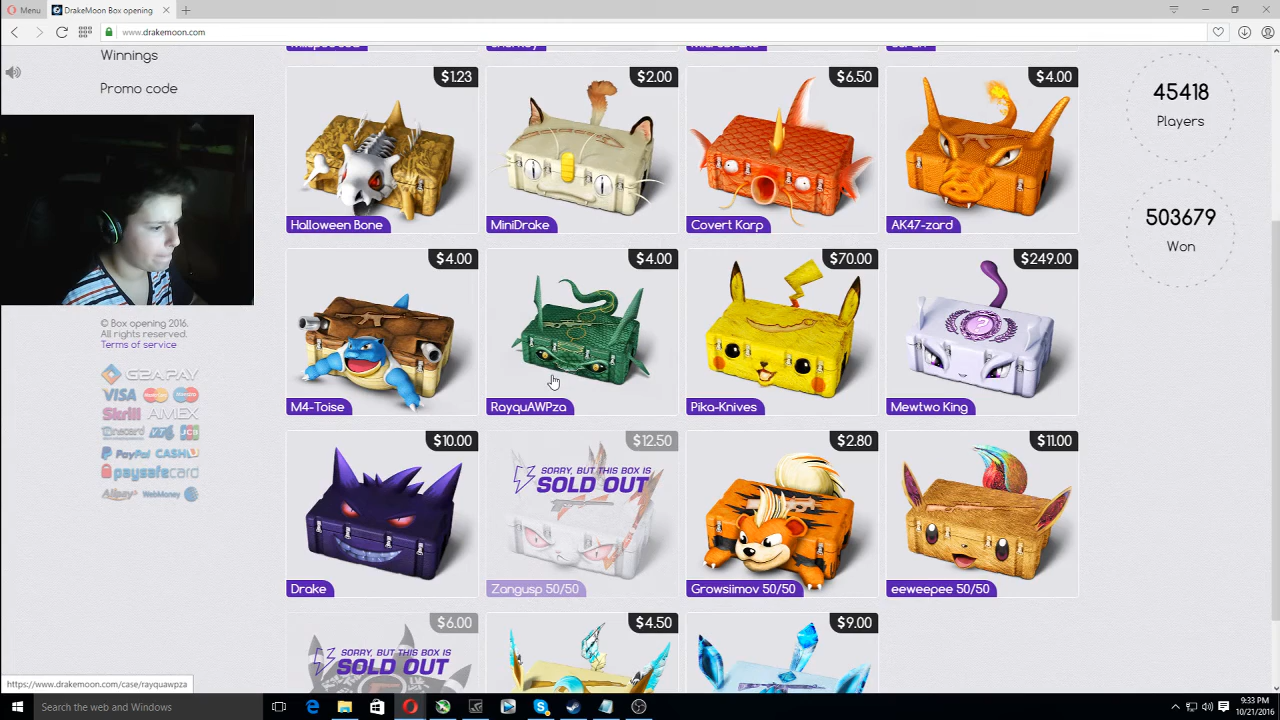 Menu
DrakeMoon Box opening
www.drakemoon.com
Winnings
Promo code
45418
Players
503679
Won
$1.23
$2.00
$6.50
$4.00
Halloween Bone
MiniDrake
Covert Karp
AK47-zard
$4.00
$4.00
$70.00
$249.00
M4-Toise
RayquAWPza
Pika-Knives
Mewtwo King
© Box opening 2016.
All rights reserved.
Terms of service
G2A PAY
VISA
Skrill AMEX
PayPal CASHU
paysafecard
Alipay WebMoney
$10.00
$12.50
$2.80
$11.00
SORRY, BUT THIS BOX IS
SOLD OUT
Drake
Zangusp 50/50
Growsiimov 50/50
eeweepee 50/50
$6.00
$4.50
$9.00
SORRY, BUT THIS BOX IS
SOLD OUT
https://www.drakemoon.com/case/rayquawpza
Search the web and Windows
9:33 PM
10/21/2016